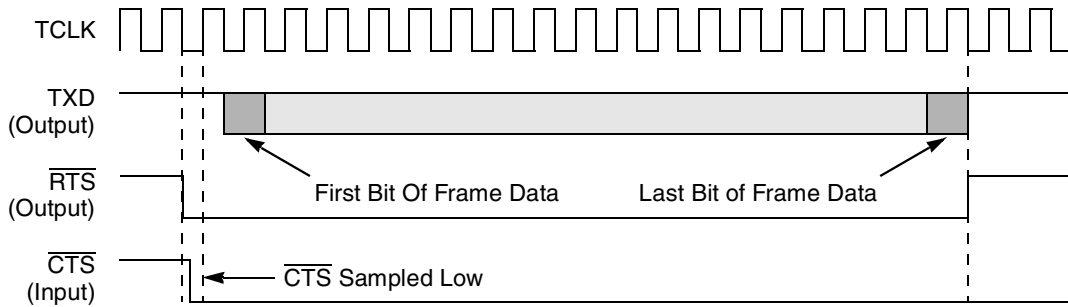 TCLK
TXD
(Output)
First Bit Of Frame Data
Last Bit of Frame Data
RTS
(Output)
CTS
(Input)
CTS Sampled Low